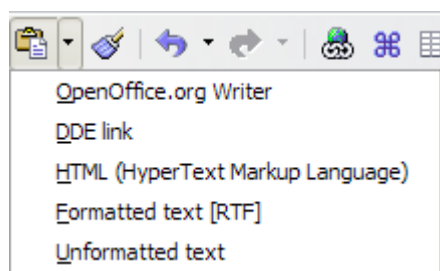 OpenOffice.org Writer
DDE link
HTML (HyperText Markup Language)
Formatted text [RTF]
Unformatted text